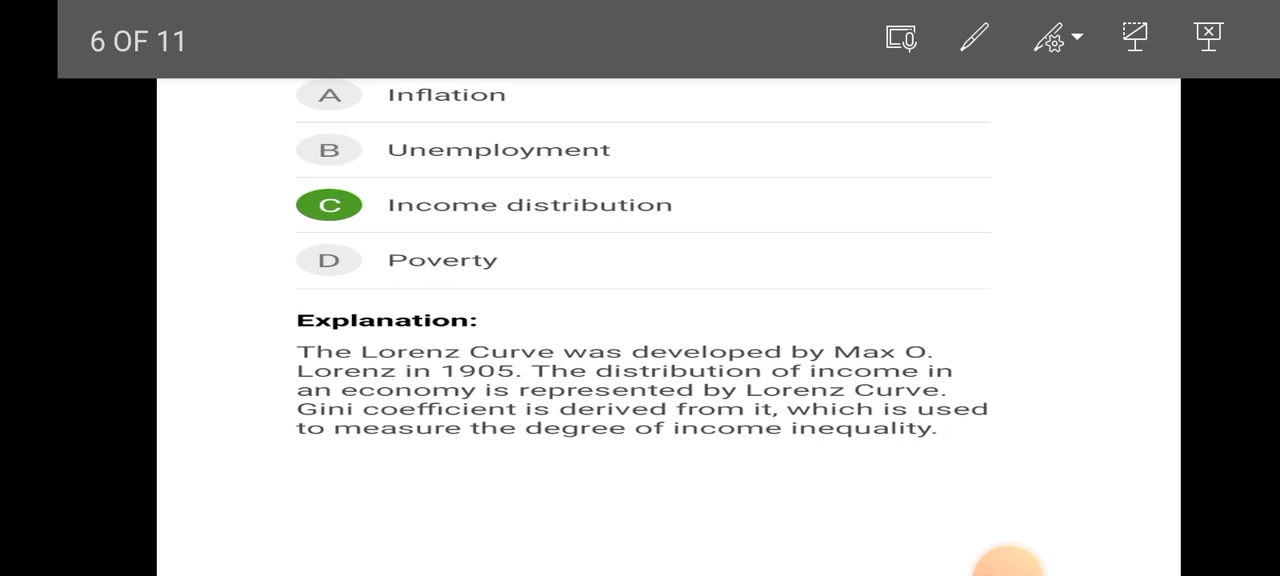 6 OF 11
A Inflation
B Unemployment
C Income distribution
D Poverty
Explanation:
The Lorenz Curve was developed by Max O.
Lorenz in 1905. The distribution of income in
an economy is represented by Lorenz Curve.
Gini coefficient is derived from it, which is used
to measure the degree of income inequality.